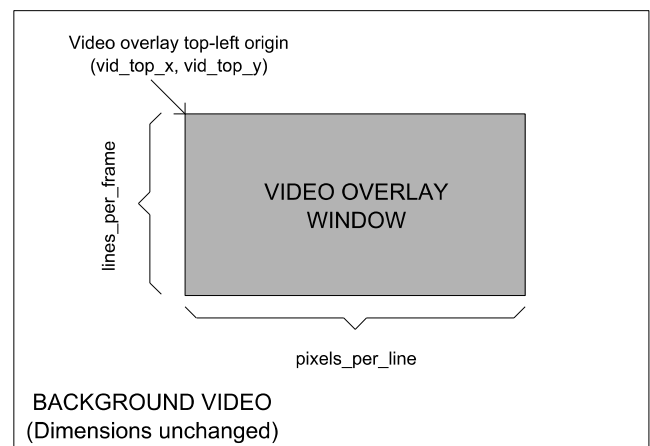 Video overlay top-left origin
(vid_top_x, vid_top_y)
lines_per_frame
VIDEO OVERLAY
WINDOW
pixels_per_line
BACKGROUND VIDEO
(Dimensions unchanged)